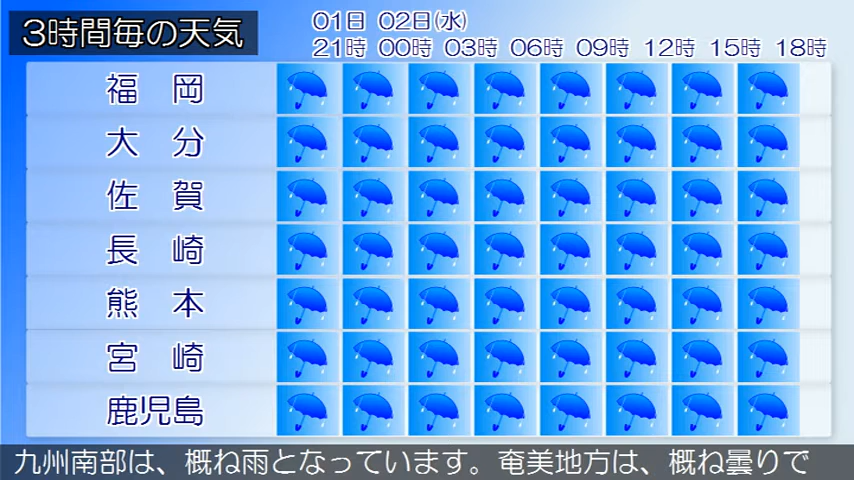 3時間毎の天気
01日 02日(水)
21時 00時 03時 06時 09時 12時 15時 18時
福 岡
大 分
佐 賀
長 崎
熊 本
宮 崎
鹿児島
九州南部は、概ね雨となっています。奄美地方は、概ね曇りで